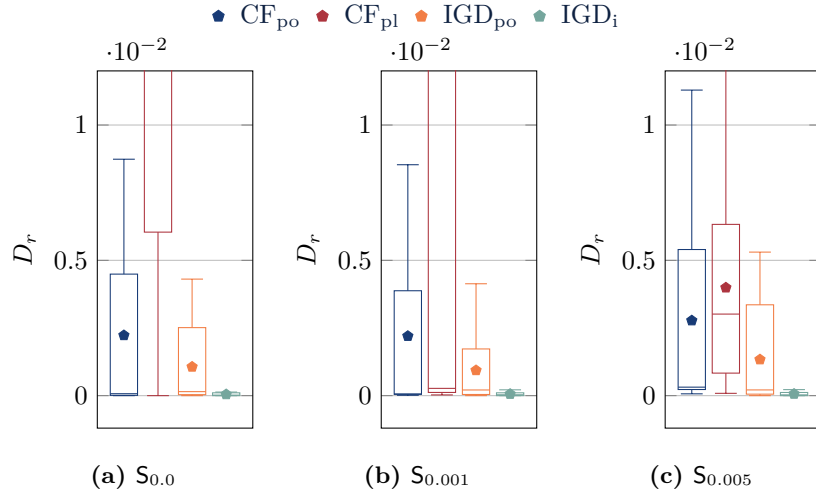 CF_po CF_pl IGD_po IGD_i
·10^−2 ·10^−2 ·10^−2
1 1 1
0.5 0.5 0.5
0 0 0
D_r D_r D_r
(a) S_0.0 (b) S_0.001 (c) S_0.005